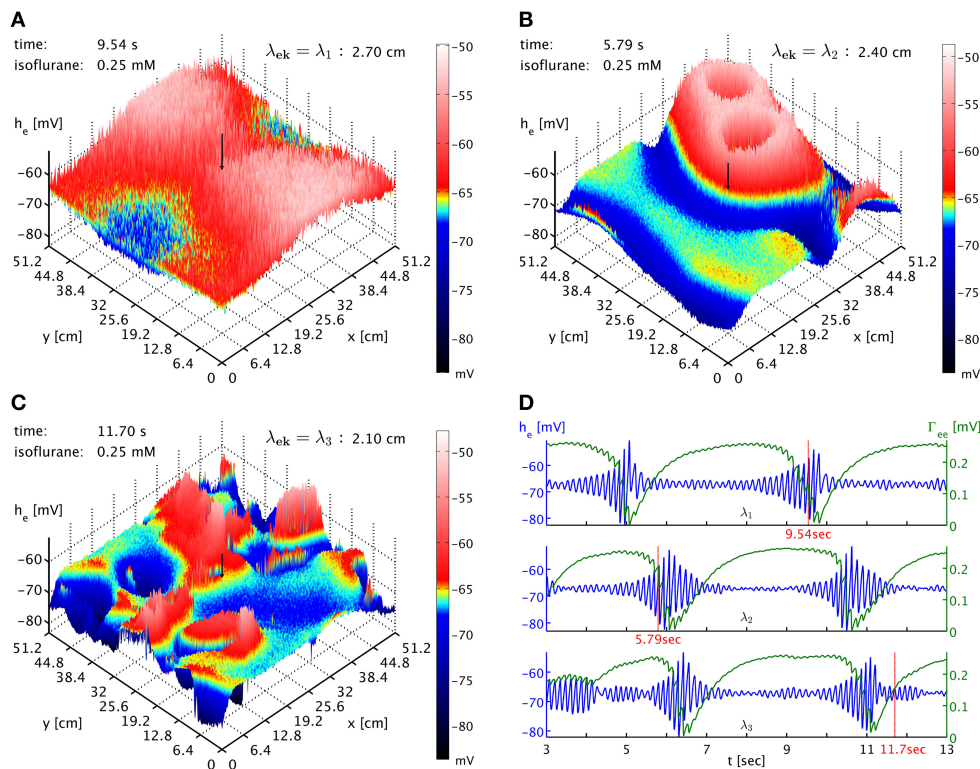 A
time: 9.54 s
isoflurane: 0.25 mM
λek = λ1 : 2.70 cm
he [mV]
−60
−70
−80
51.2
44.8
38.4
32
25.6
19.2
12.8
6.4
0
y [cm]
0
6.4
12.8
19.2
25.6
32
38.4
44.8
51.2
x [cm]
−50
−55
−60
−65
−70
−75
−80
mV
B
time: 5.79 s
isoflurane: 0.25 mM
λek = λ2 : 2.40 cm
he [mV]
−60
−70
−80
51.2
44.8
38.4
32
25.6
19.2
12.8
6.4
0
y [cm]
0
6.4
12.8
19.2
25.6
32
38.4
44.8
51.2
x [cm]
−50
−55
−60
−65
−70
−75
−80
mV
C
time: 11.70 s
isoflurane: 0.25 mM
λek = λ3 : 2.10 cm
he [mV]
−60
−70
−80
51.2
44.8
38.4
32
25.6
19.2
12.8
6.4
0
y [cm]
0
6.4
12.8
19.2
25.6
32
38.4
44.8
51.2
x [cm]
−50
−55
−60
−65
−70
−75
−80
mV
D
he [mV]
Γee [mV]
−60
−70
−80
0.2
0.1
0
λ1
9.54sec
−60
−70
−80
0.2
0.1
0
λ2
5.79sec
−60
−70
−80
0.2
0.1
0
λ3
3 5 7 9 11 13
11.7sec
t [sec]